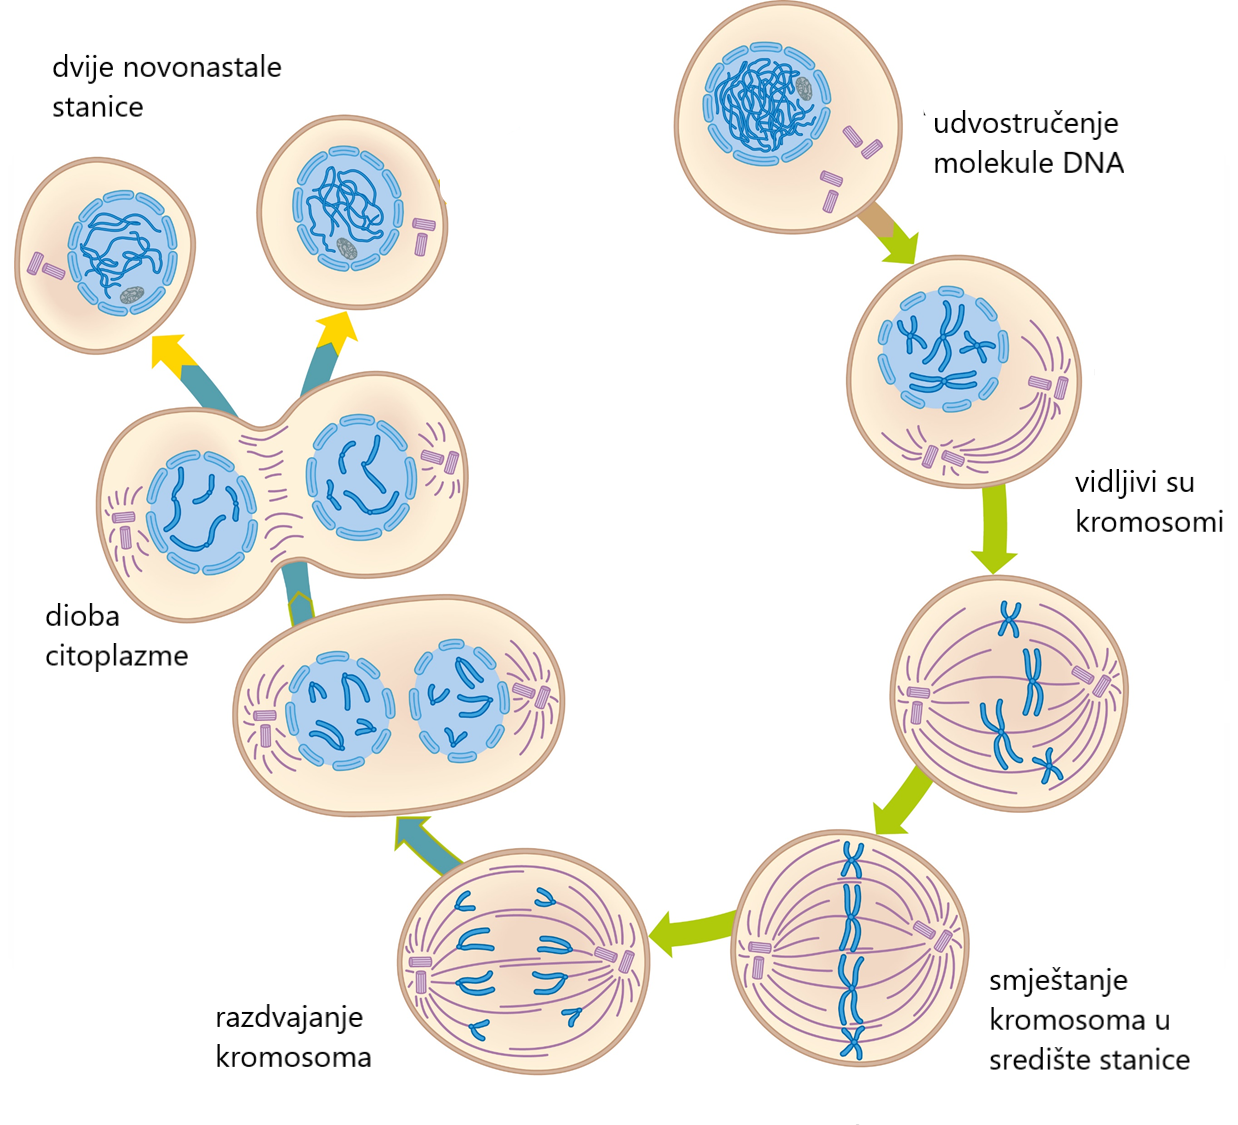 dvije novonastale
stanice
udvostručenje
molekule DNA
vidljivi su
kromosomi
dioba
citoplazme
smještanje
kromosoma u
središte stanice
razdvajanje
kromosoma